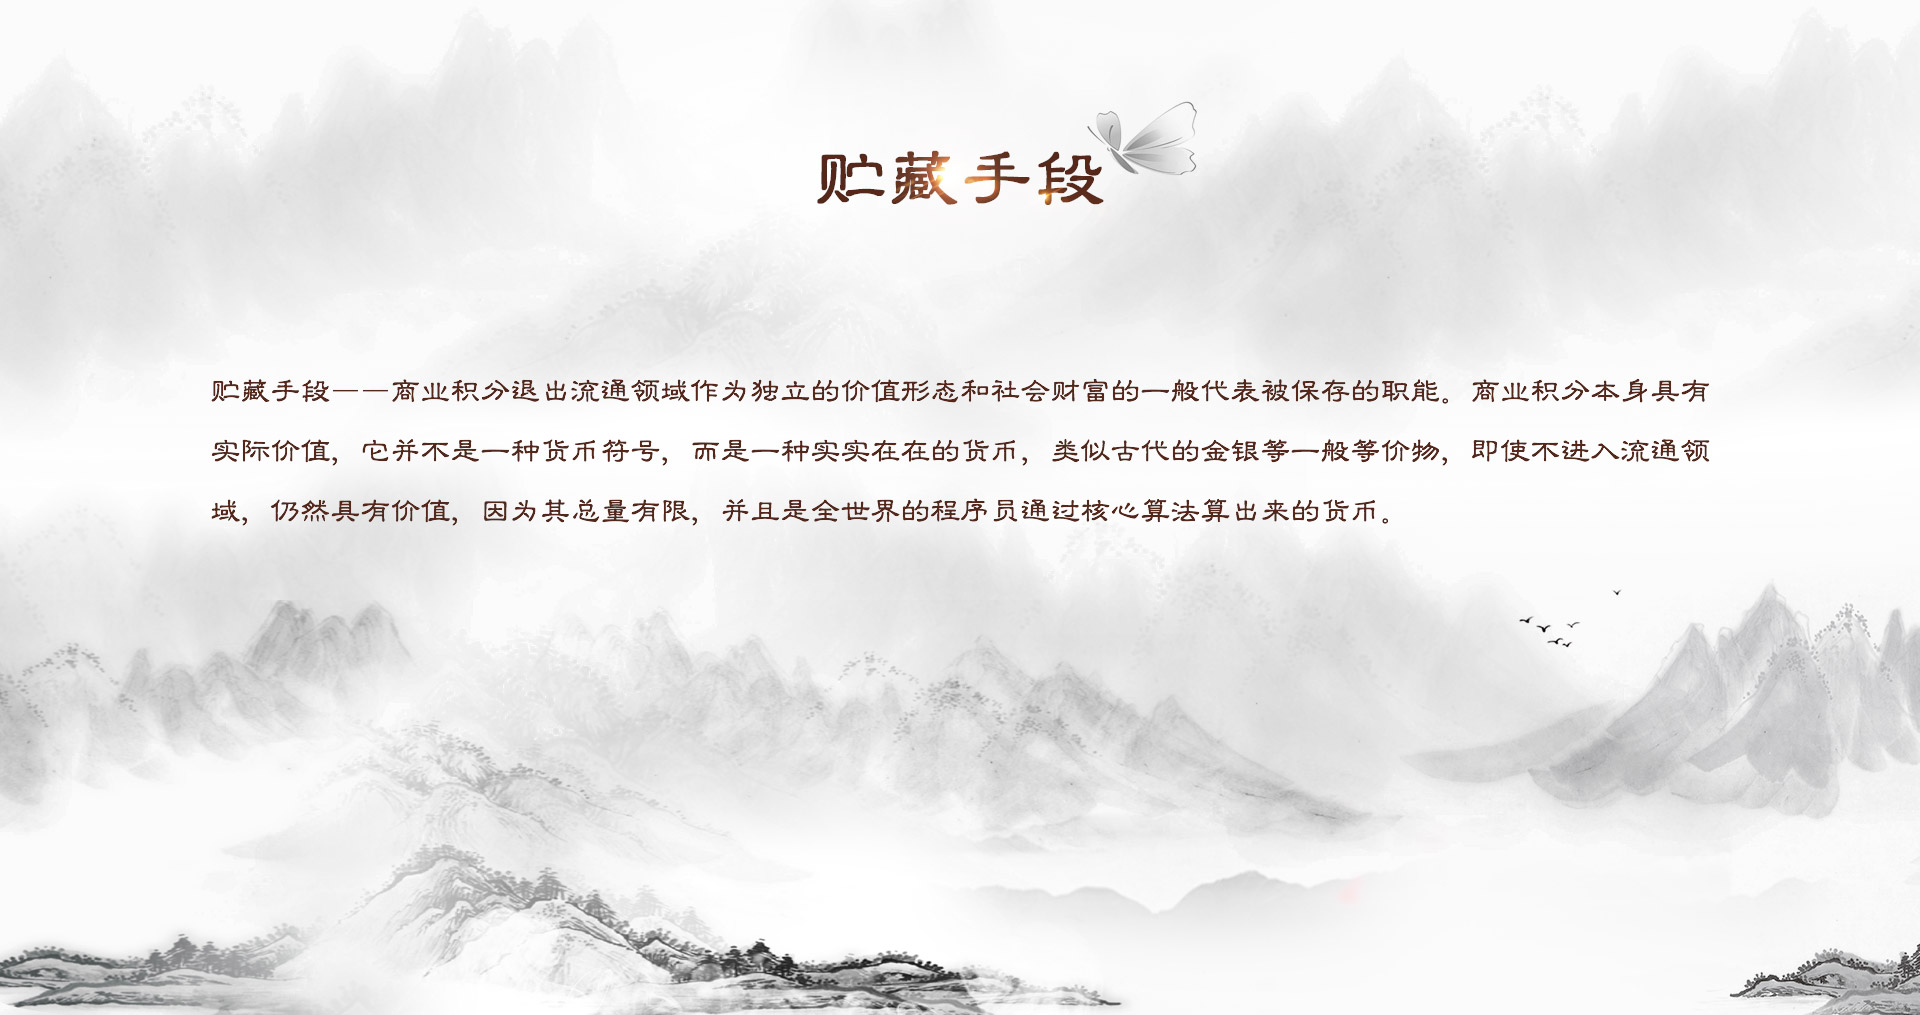 贮藏手段
贮藏手段——商业积分退出流通领域作为独立的价值形态和社会财富的一般代表被保存的职能。商业积分本身具有
实际价值，它并不是一种货币符号，而是一种实实在在的货币，类似古代的金银等一般等价物，即使不进入流通领
域，仍然具有价值，因为其总量有限，并且是全世界的程序员通过核心算法算出来的货币。